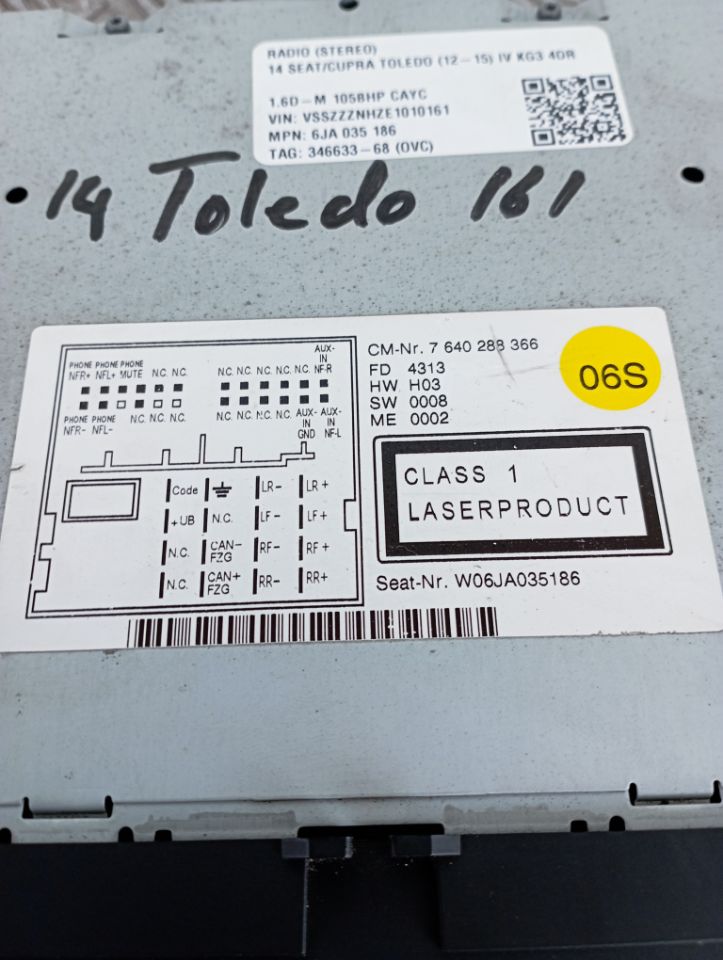 RADIO (STEREO)
14 SEAT/CUPRA TOLEDO (12-15) IV KG3 4DR
1.6D-M 105BHP CAYC
VIN: VSSZZZNHZE1010161
MPN: 6JA 035 186
TAG: 346633-68 (OVC)
14 Toledo 161
CM-Nr. 7 640 288 366
FD 4313
HW H03
SW 0008
ME 0002
06S
AUX-
IN
PHONE PHONE PHONE
NFR+ NFL+ MUTE N.C. N.C. N.C. N.C. N.C. N.C. N.C. NF-R
PHONE PHONE
NFR- NFL- N.C. N.C. N.C. N.C. N.C. N.C. N.C. AUX- AUX-
IN IN
GND NF-L
Code LR- LR+
+UB N.C. LF- LF+
N.C. CAN- FZG RF- RF+
N.C. CAN+ FZG RR- RR+
CLASS 1
LASERPRODUCT
Seat-Nr. W06JA035186